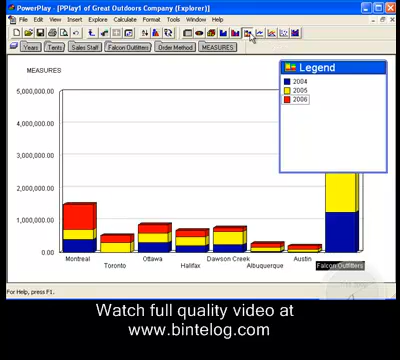 PowerPlay - [PPlay1 of Great Outdoors Company (Explorer)]
File Edit View Insert Explore Calculate Format Tools Window Help
Years Tents Sales Staff Falcon Outfitters Order Method MEASURES
MEASURES
Legend
2004
2005
2006
5,000,000.00
4,000,000.00
3,000,000.00
2,000,000.00
1,000,000.00
0.00
Montreal Toronto Ottawa Halifax Dawson Creek Albuquerque Austin Falcon Outfitters
For Help, press F1.
Watch full quality video at
www.bintelog.com